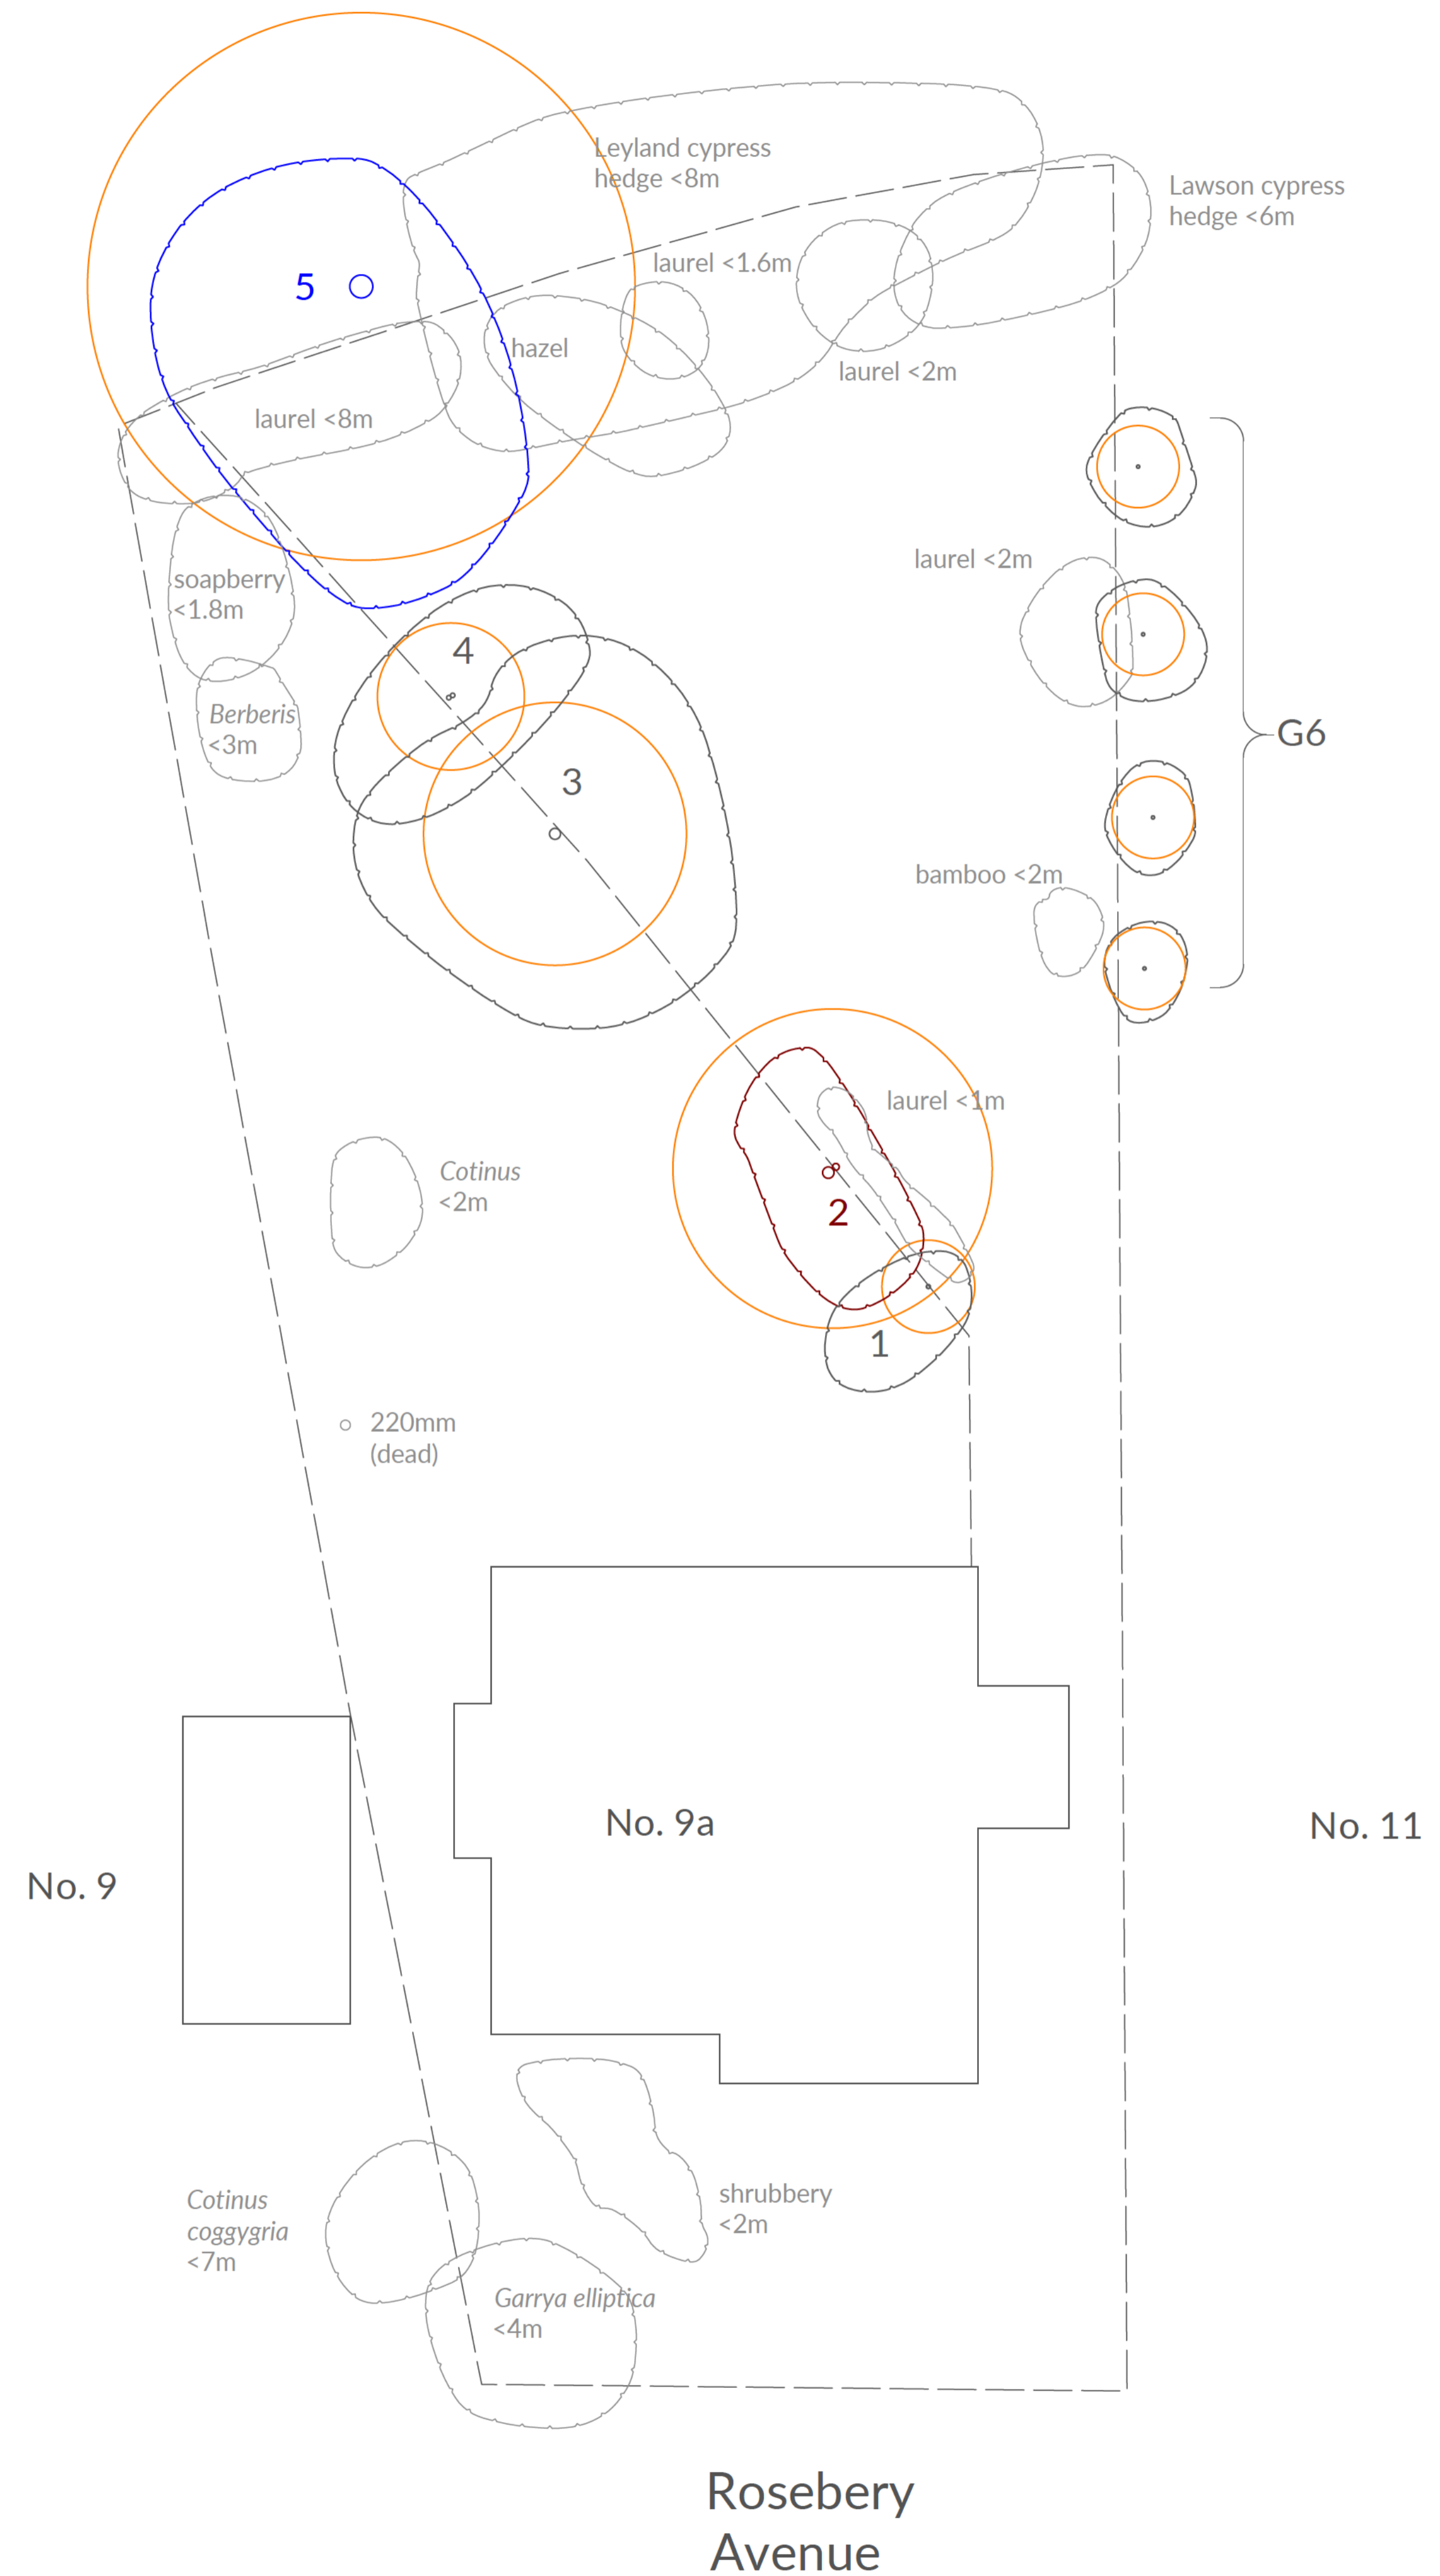 Leyland cypress
hedge <8m
Lawson cypress
hedge <6m
laurel <1.6m
5
hazel
laurel <2m
laurel <8m
laurel <2m
soapberry
<1.8m
4
Berberis
<3m
G6
3
bamboo <2m
laurel <1m
Cotinus
<2m
2
1
220mm
(dead)
No. 9a
No. 11
No. 9
shrubbery
<2m
Cotinus
coggygria
<7m
Garrya elliptica
<4m
Rosebery
Avenue